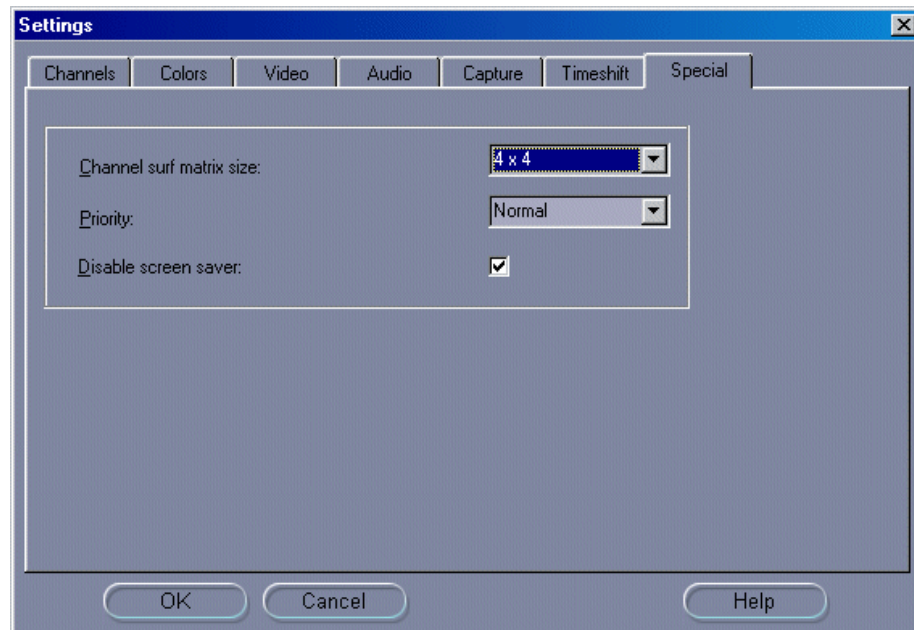 Settings
Channels Colors Video Audio Capture Timeshift Special
Channel surf matrix size: 4 x 4
Priority: Normal
Disable screen saver:
OK Cancel Help